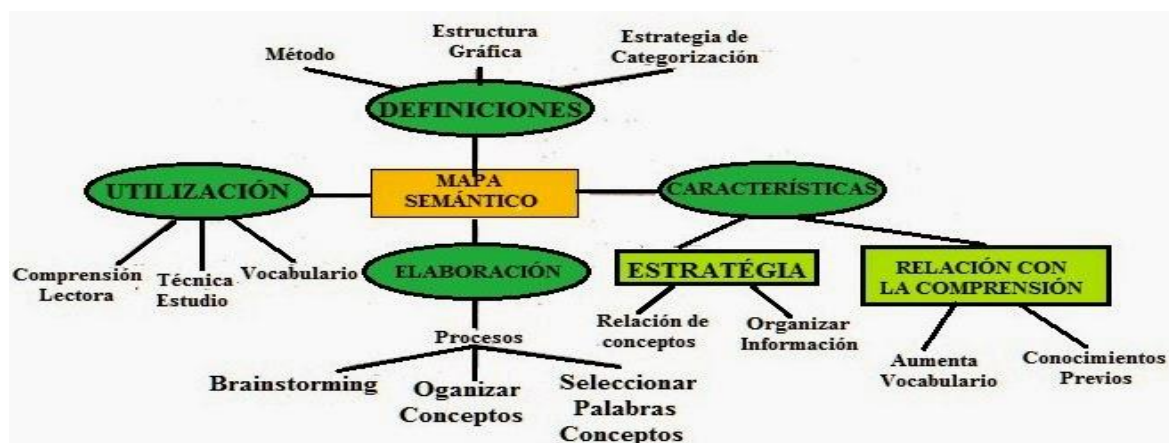 Método
Estructura
Gráfica
Estrategia de
Categorización
DEFINICIONES
UTILIZACIÓN
MAPA
SEMÁNTICO
CARACTERÍSTICAS
Comprensión
Lectora
Técnica
Estudio
Vocabulario
ELABORACIÓN
ESTRATÉGIA
RELACIÓN CON
LA COMPRENSIÓN
Procesos
Relación de
conceptos
Organizar
Información
Aumenta
Vocabulario
Conocimientos
Previos
Brainstorming
Oganizar
Conceptos
Seleccionar
Palabras
Conceptos